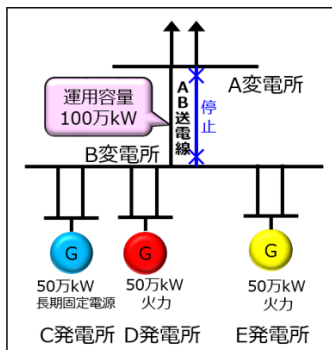 A変電所
運用容量
100万kW
AB送電線
停止
B変電所
G
G
G
50万kW
長期固定電源
50万kW
火力
50万kW
火力
C発電所
D発電所
E発電所